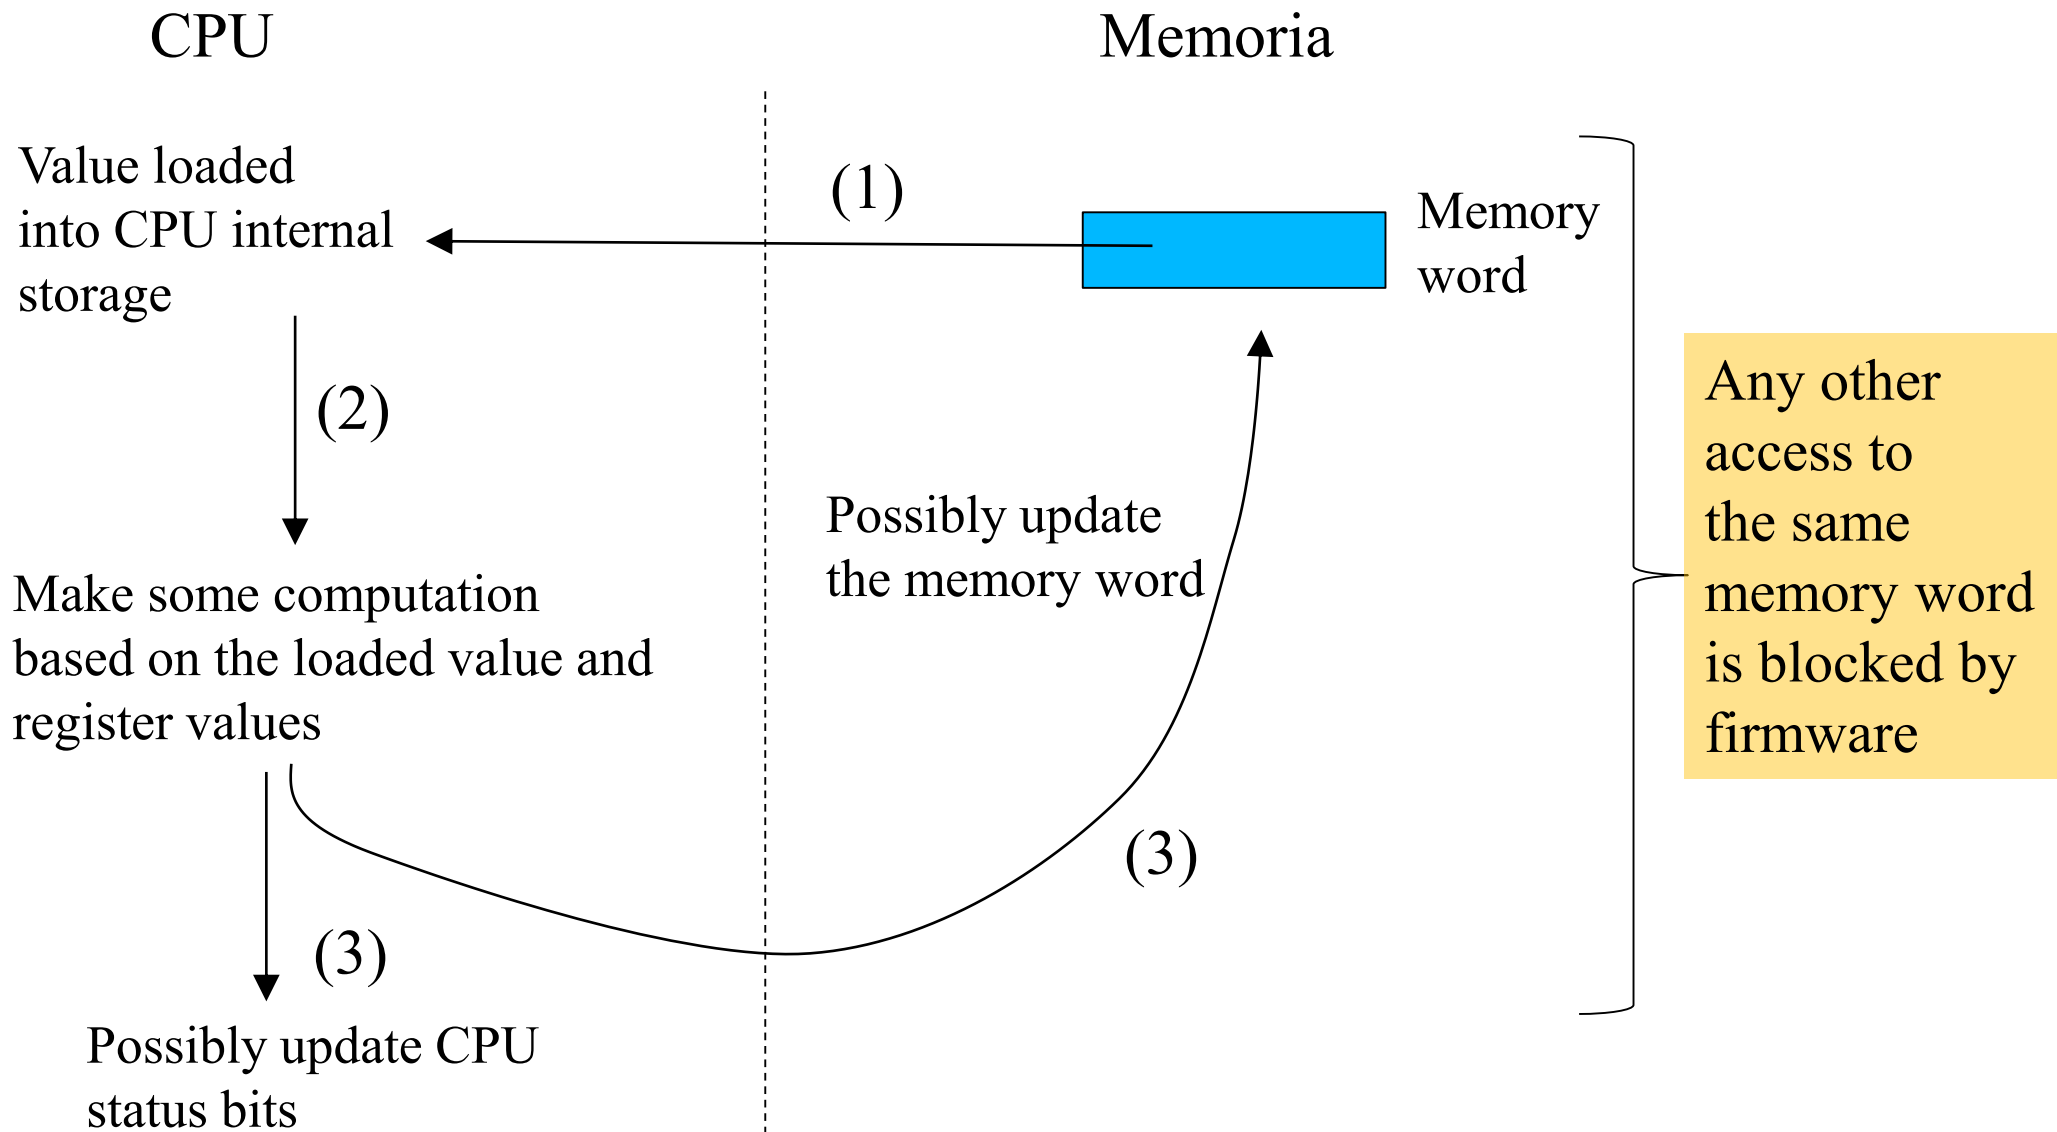 CPU
Memoria
Value loaded
into CPU internal
storage
(1)
Memory
word
(2)
Make some computation
based on the loaded value and
register values
Possibly update
the memory word
Any other
access to
the same
memory word
is blocked by
firmware
(3)
(3)
Possibly update CPU
status bits